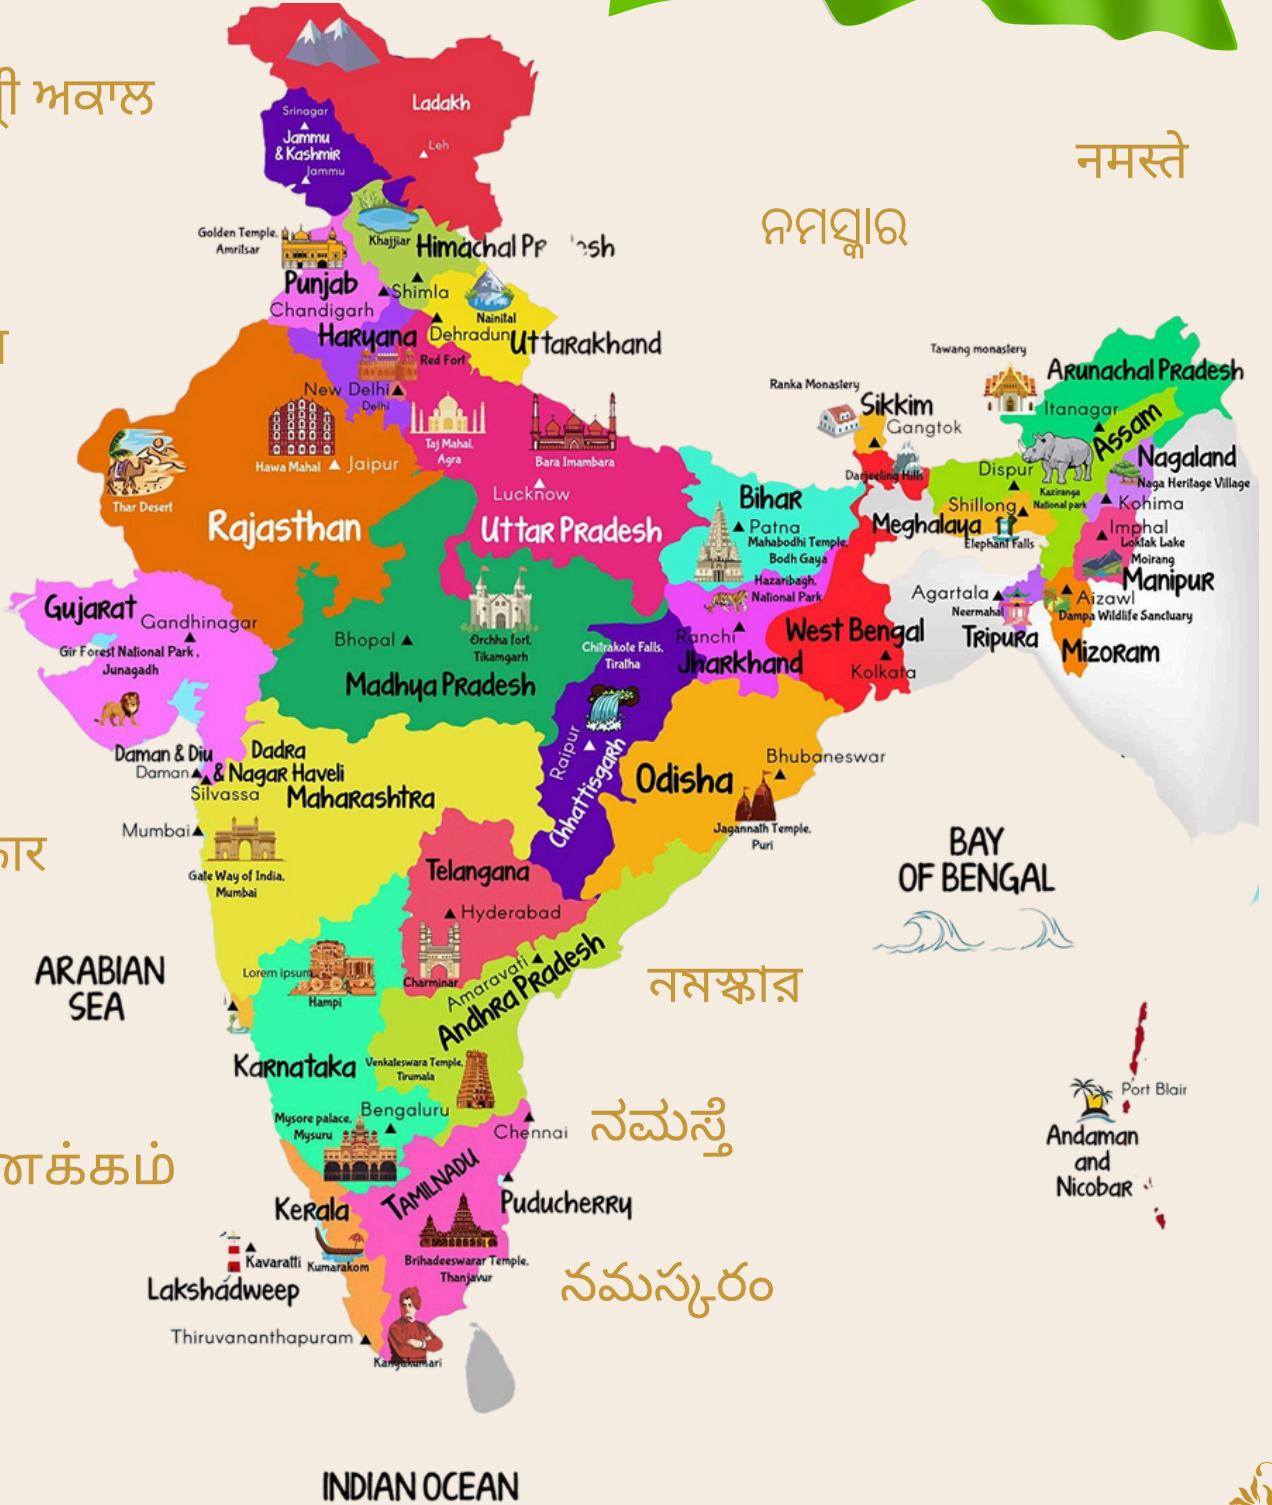 ਅਕਾਲ
Ladakh
Srinagar
Jammu
& Kashmir
Leh
Jammu
नमस्ते
ନମସ୍କାର
Golden Temple,
Amritsar
Khajjiar
Himachal
Punjab
Shimla
Chandigarh
Nainital
Haryana
Dehradun
Uttarakhand
Red Fort
New Delhi
Delhi
Tawang monastery
Arunachal Pradesh
Ranka Monastery
Sikkim
Gangtok
Itanagar
Assam
Hawa Mahal
Jaipur
Taj Mahal,
Agra
Bara Imambara
Lucknow
Darjeeling Hills
Dispur
Nagaland
Naga Heritage Village
Thar Desert
Rajasthan
Uttar Pradesh
Bihar
Patna
Mahabodhi Temple,
Bodh Gaya
Kaziranga
National park
Shillong
Kohima
Meghalaya
Elephant Falls
Imphal
Loktak Lake
Moirang
Manipur
Gujarat
Gandhinagar
Hazaribagh,
National Park
Agartala
Neermahal
Aizawl
Dampa Wildlife Sanctuary
Gir Forest National Park ,
Junagadh
Bhopal
Orchha fort,
Tikamgarh
Chitrakote Falls,
Tiratha
Ranchi
Jharkhand
West Bengal
Kolkata
Tripura
Mizoram
Madhya Pradesh
Raipur
Chhattisgarh
Daman & Diu
Daman
Dadra
& Nagar Haveli
Silvassa
Maharashtra
Odisha
Bhubaneswar
Jagannath Temple,
Puri
Mumbai
Gate Way of India,
Mumbai
Telangana
Hyderabad
Charminar
BAY
OF BENGAL
ARABIAN
SEA
Lorem ipsum
Hampi
Amaravati
Andhra Pradesh
Karnataka
Venkateswara Temple,
Tirumala
Mysore palace,
Mysuru
Bengaluru
Chennai
ನಮಸ್ತೆ
Port Blair
Andaman
and
Nicobar
Kerala
TAMILNADU
Puducherry
Kavaratti
Kumarakom
Lakshadweep
Brihadeeswarar Temple,
Thanjavur
Thiruvananthapuram
INDIAN OCEAN